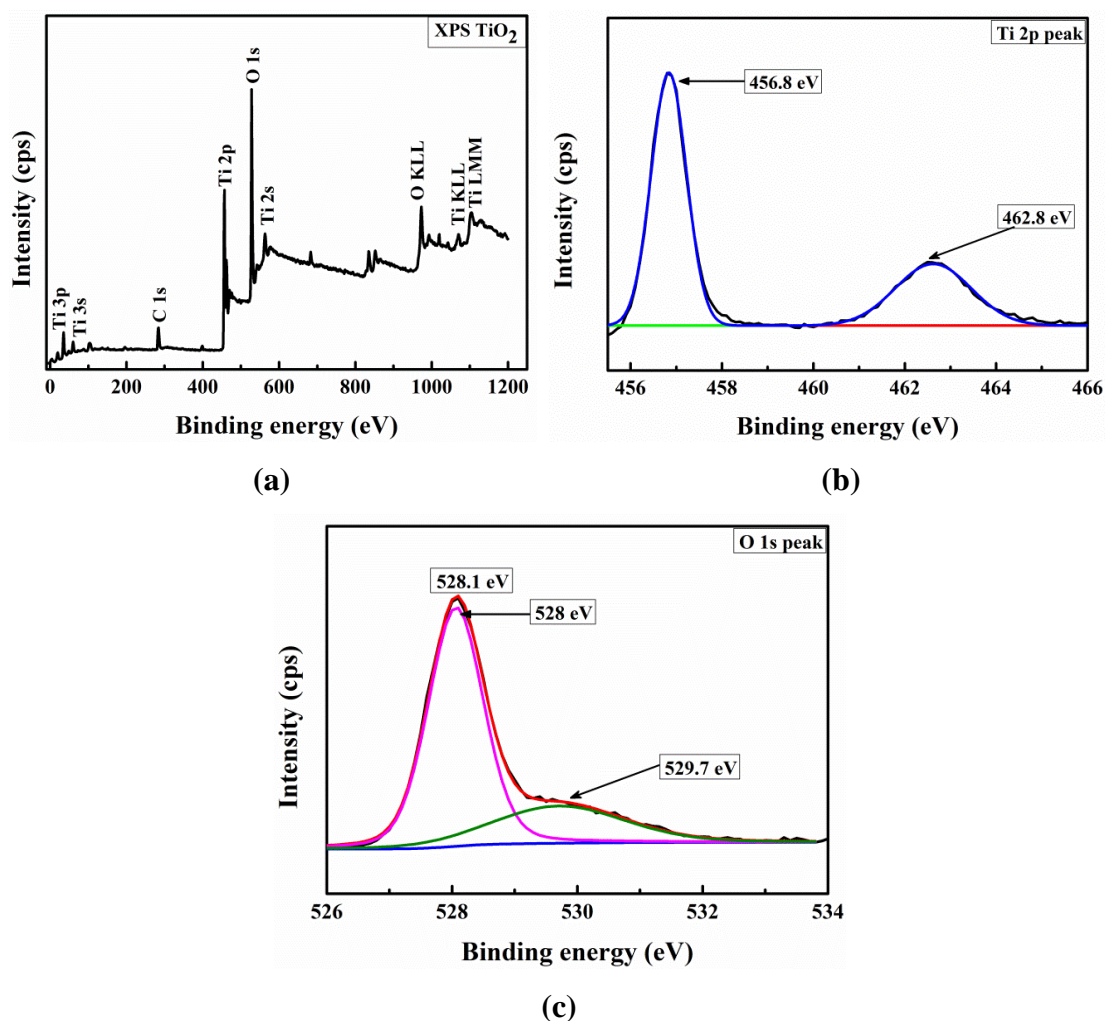 XPS TiO2
Intensity (cps)
Ti 3p
Ti 3s
C 1s
Ti 2p
O 1s
Ti 2s
O KLL
Ti KLL
Ti LMM
0 200 400 600 800 1000 1200
Binding energy (eV)
(a)
Ti 2p peak
456.8 eV
462.8 eV
Intensity (cps)
456 458 460 462 464 466
Binding energy (eV)
(b)
O 1s peak
528.1 eV
528 eV
529.7 eV
Intensity (cps)
526 528 530 532 534
Binding energy (eV)
(c)